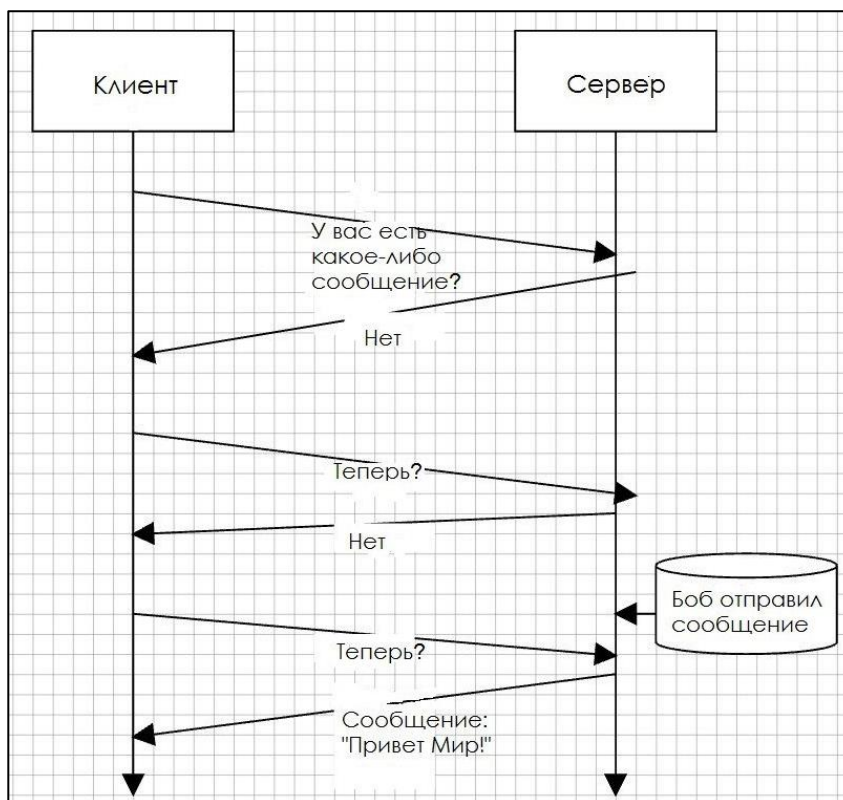 Клиент
Сервер
У вас есть
какое-либо
сообщение?
Нет
Теперь?
Нет
Боб отправил
сообщение
Теперь?
Сообщение:
"Привет Мир!"